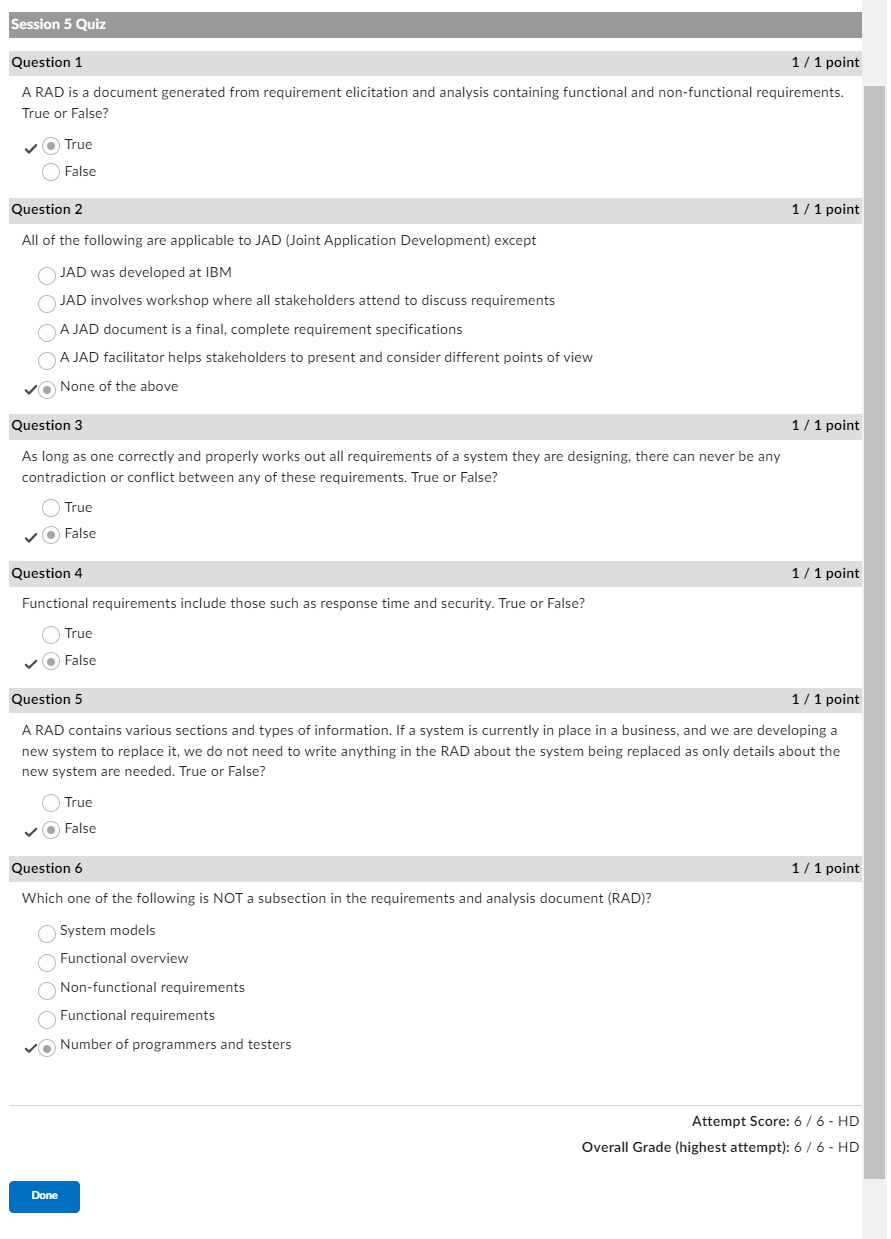 Session 5 Quiz
Question 1 1 / 1 point
A RAD is a document generated from requirement elicitation and analysis containing functional and non-functional requirements.
True or False?
True
False
Question 2 1 / 1 point
All of the following are applicable to JAD (Joint Application Development) except
JAD was developed at IBM
JAD involves workshop where all stakeholders attend to discuss requirements
A JAD document is a final, complete requirement specifications
A JAD facilitator helps stakeholders to present and consider different points of view
None of the above
Question 3 1 / 1 point
As long as one correctly and properly works out all requirements of a system they are designing, there can never be any
contradiction or conflict between any of these requirements. True or False?
True
False
Question 4 1 / 1 point
Functional requirements include those such as response time and security. True or False?
True
False
Question 5 1 / 1 point
A RAD contains various sections and types of information. If a system is currently in place in a business, and we are developing a
new system to replace it, we do not need to write anything in the RAD about the system being replaced as only details about the
new system are needed. True or False?
True
False
Question 6 1 / 1 point
Which one of the following is NOT a subsection in the requirements and analysis document (RAD)?
System models
Functional overview
Non-functional requirements
Functional requirements
Number of programmers and testers
Attempt Score: 6 / 6 - HD
Overall Grade (highest attempt): 6 / 6 - HD
Done